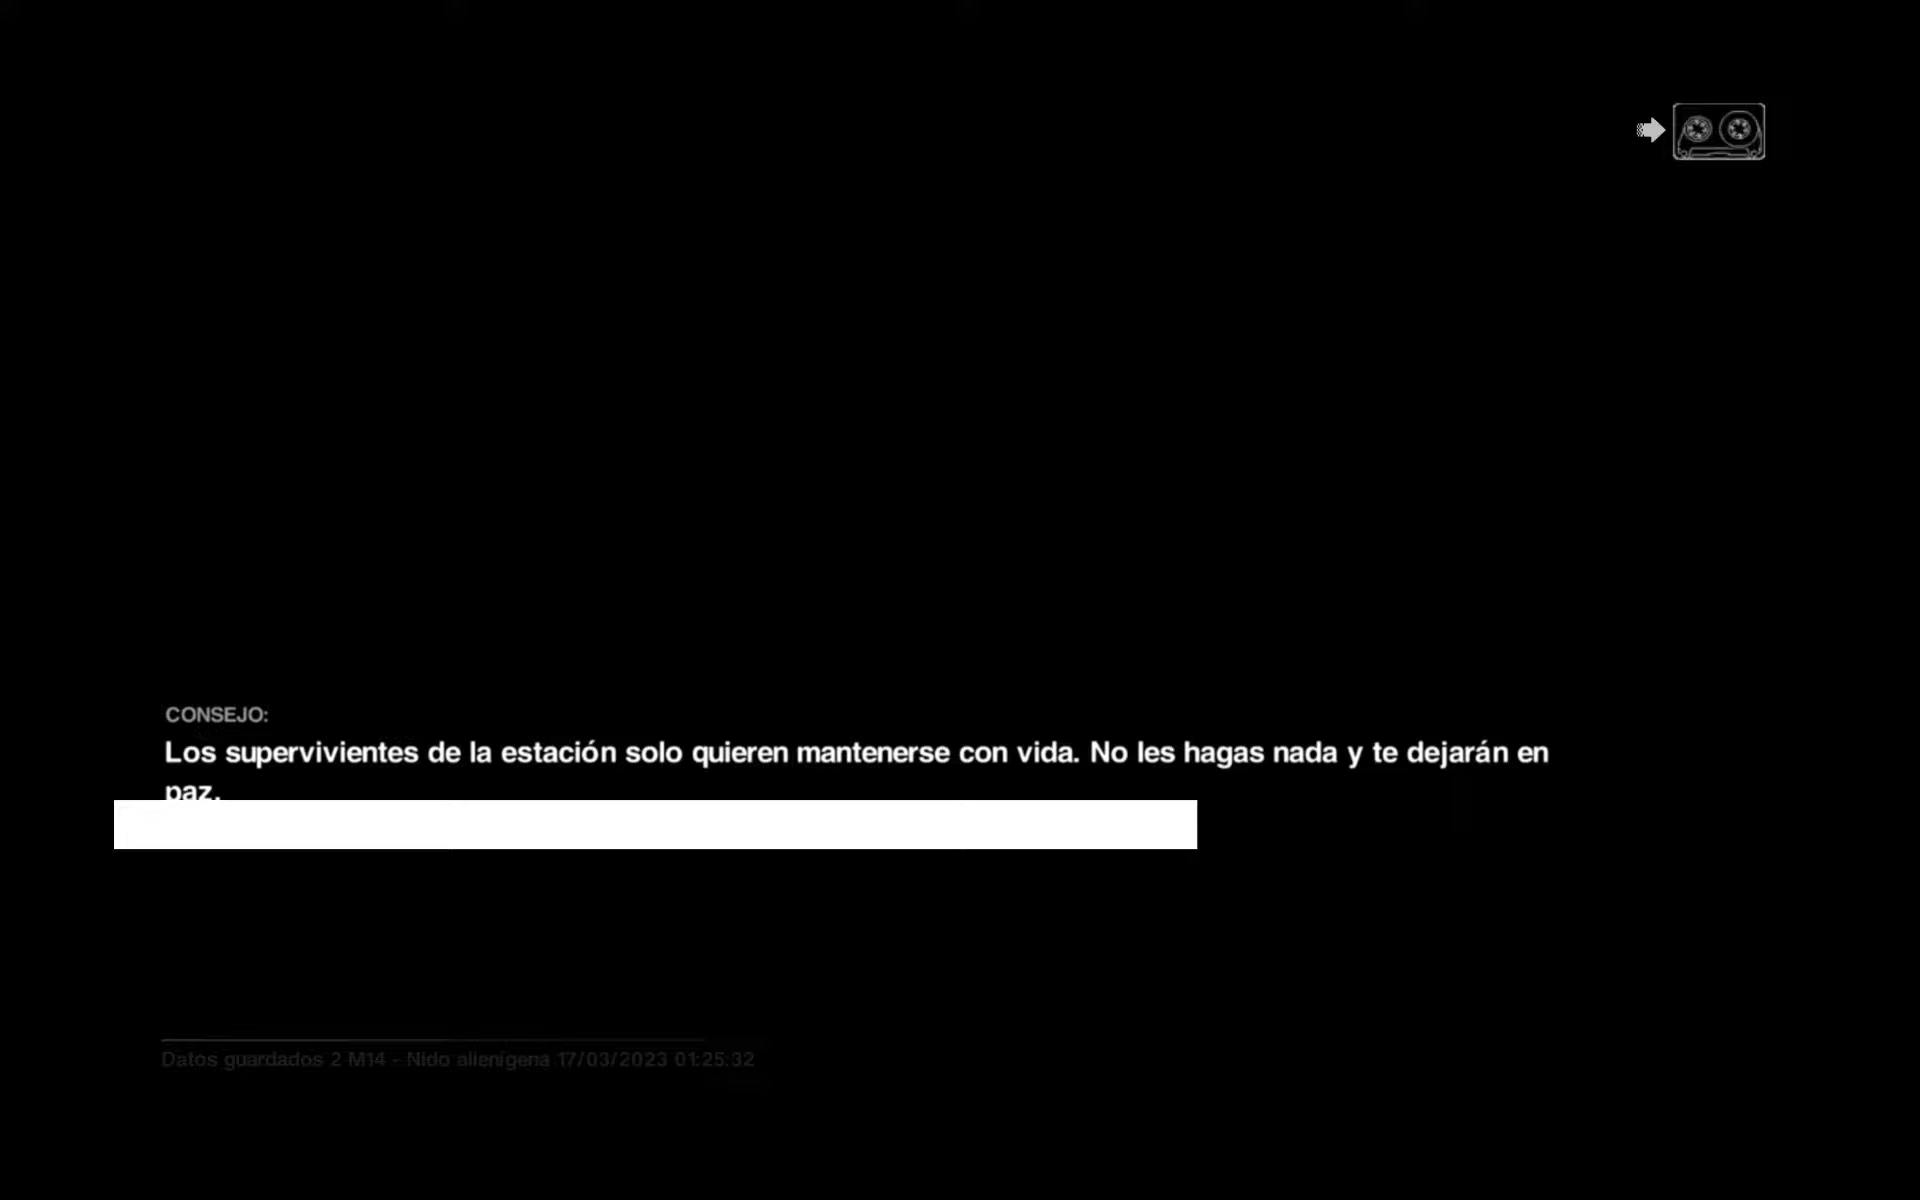 CONSEJO:
Los supervivientes de la estación solo quieren mantenerse con vida. No les hagas nada y te dejarán en
paz.
Datos guardados 2 M14 - Nido alienígena 17/03/2023 01:25:32